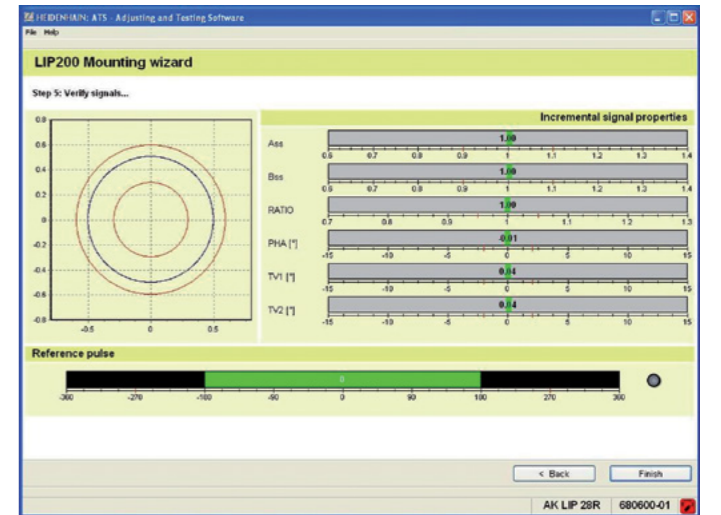 HEIDENHAIN: ATS - Adjusting and Testing Software
File Help
LIP200 Mounting wizard
Step 5: Verify signals...
Incremental signal properties
0.8
0.6
0.4
0.2
0
-0.2
-0.4
-0.6
-0.8
-0.5 0 0.5
Ass 1.00
0.6 0.7 0.8 0.9 1 1.1 1.2 1.3 1.4
Bss 1.00
0.6 0.7 0.8 0.9 1 1.1 1.2 1.3 1.4
RATIO 1.00
0.7 0.8 0.9 1 1.1 1.2 1.3
PHA [°] -0.01
-15 -10 -5 0 5 10 15
TV1 [°] 0.04
-15 -10 -5 0 5 10 15
TV2 [°] 0.04
-15 -10 -5 0 5 10 15
Reference pulse
0
-360 -270 -180 -90 0 90 180 270 360
< Back Finish
AK LIP 28R 680600-01